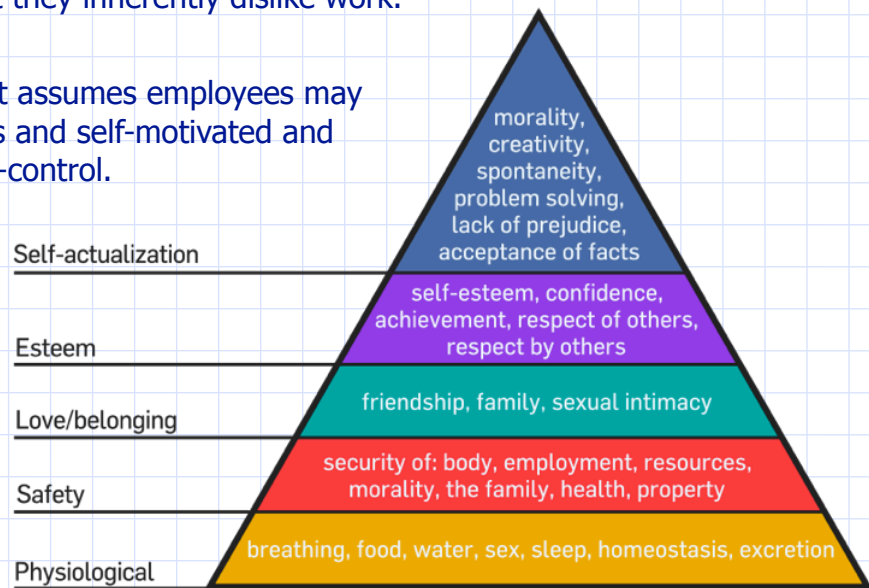 they inherently dislike work.
assumes employees may
and self-motivated and
-control.
morality,
creativity,
spontaneity,
problem solving,
lack of prejudice,
acceptance of facts
Self-actualization
self-esteem, confidence,
achievement, respect of others,
respect by others
Esteem
friendship, family, sexual intimacy
Love/belonging
security of: body, employment, resources,
morality, the family, health, property
Safety
breathing, food, water, sex, sleep, homeostasis, excretion
Physiological